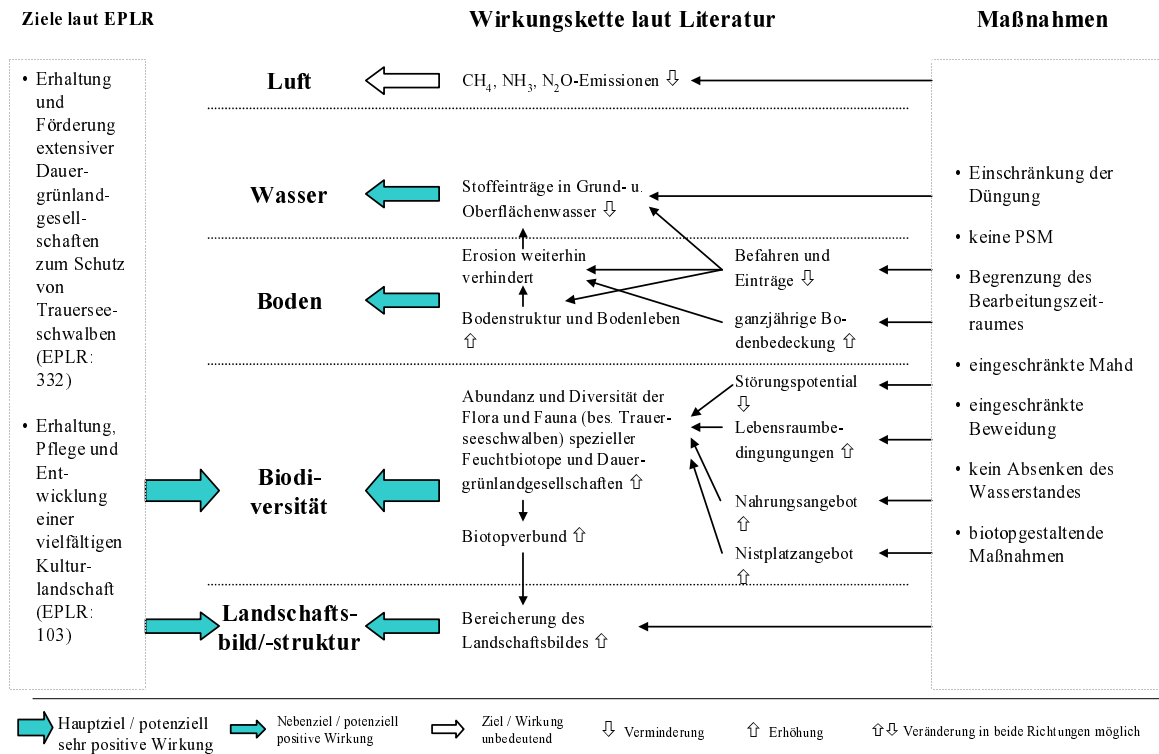 Ziele laut EPLR
Wirkungskette laut Literatur
Maßnahmen
• Erhaltung
und
Förderung
extensiver
Dauer-
grünland-
gesell-
schaften
zum Schutz
von
Trauersee-
schwalben
(EPLR:
332)
• Erhaltung,
Pflege und
Ent-
wicklung
einer
vielfältigen
Kultur-
landschaft
(EPLR:
103)
Luft
CH₄, NH₃, N₂O-Emissionen ⇩
Wasser
Stoffeinträge in Grund- u.
Oberflächenwasser ⇩
Boden
Erosion weiterhin
verhindert
Bodenstruktur und Bodenleben
⇧
Befahren und
Einträge ⇩
ganzjährige Bo-
denbedeckung ⇧
Biodi-
versität
Abundanz und Diversität der
Flora und Fauna (bes. Trauer-
seeschwalben) spezieller
Feuchtbiotope und Dauer-
grünlandgesellschaften ⇧
Biotopverbund ⇧
Störungspotential
⇩
Lebensraumbe-
dingungungen ⇧
Nahrungsangebot
⇧
Nistplatzangebot
⇧
Landschafts-
bild/-struktur
Bereicherung des
Landschaftsbildes ⇧
• Einschränkung der
Düngung
• keine PSM
• Begrenzung des
Bearbeitungszeit-
raumes
• eingeschränkte Mahd
• eingeschränkte
Beweidung
• kein Absenken des
Wasserstandes
• biotopgestaltende
Maßnahmen
Hauptziel / potenziell
sehr positive Wirkung
Nebenziel / potenziell
positive Wirkung
Ziel / Wirkung
unbedeutend
⇩ Verminderung
⇧ Erhöhung
⇧⇩ Veränderung in beide Richtungen möglich